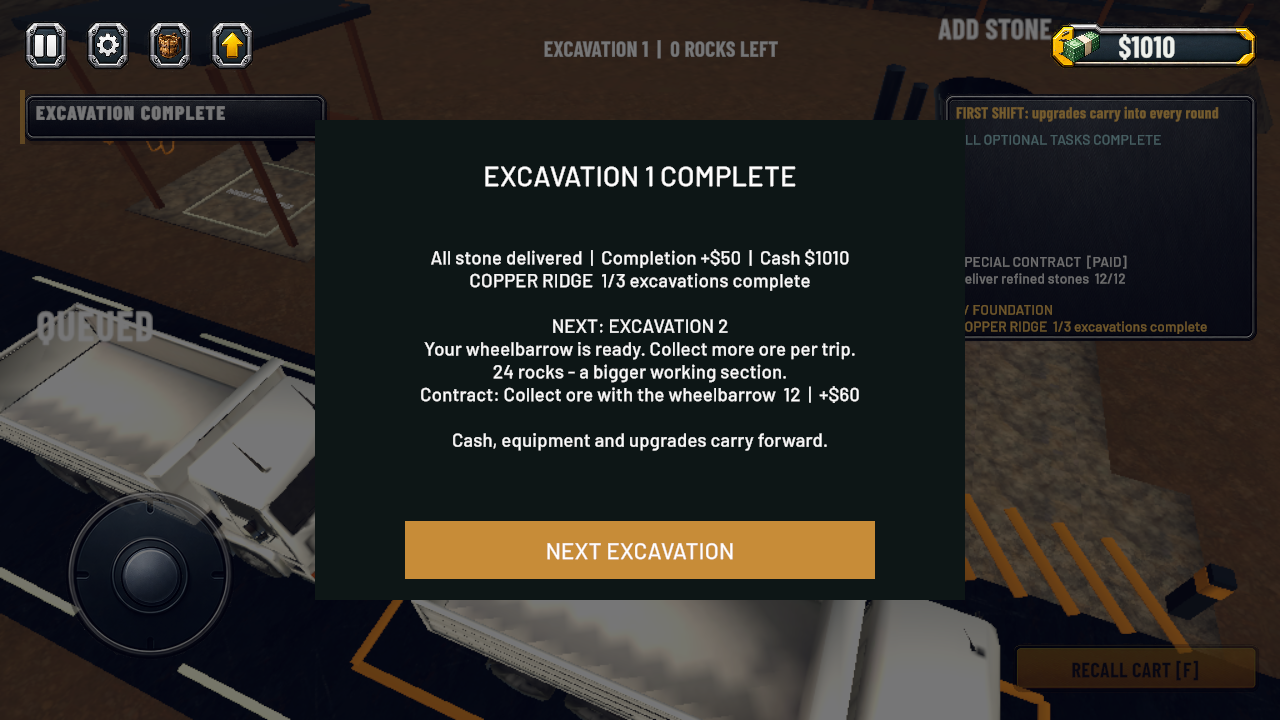 ADD STONE
EXCAVATION 1 | 0 ROCKS LEFT
$1010
EXCAVATION COMPLETE
FIRST SHIFT: upgrades carry into every round
LL OPTIONAL TASKS COMPLETE
EXCAVATION 1 COMPLETE
All stone delivered | Completion +$50 | Cash $1010
COPPER RIDGE 1/3 excavations complete
PECIAL CONTRACT [PAID]
eliver refined stones 12/12
/ FOUNDATION
OPPER RIDGE 1/3 excavations complete
QUEUED
NEXT: EXCAVATION 2
Your wheelbarrow is ready. Collect more ore per trip.
24 rocks - a bigger working section.
Contract: Collect ore with the wheelbarrow 12 | +$60
Cash, equipment and upgrades carry forward.
NEXT EXCAVATION
RECALL CART [F]